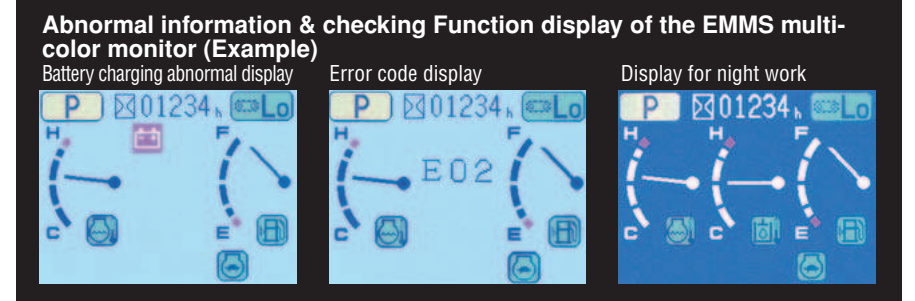 Abnormal information & checking Function display of the EMMS multi-
color monitor (Example)
Battery charging abnormal display
Error code display
Display for night work
P 01234h Lo
H F
C E
P 01234h Lo
H F
E02
C E
P 01234h Lo
H H F
C C E